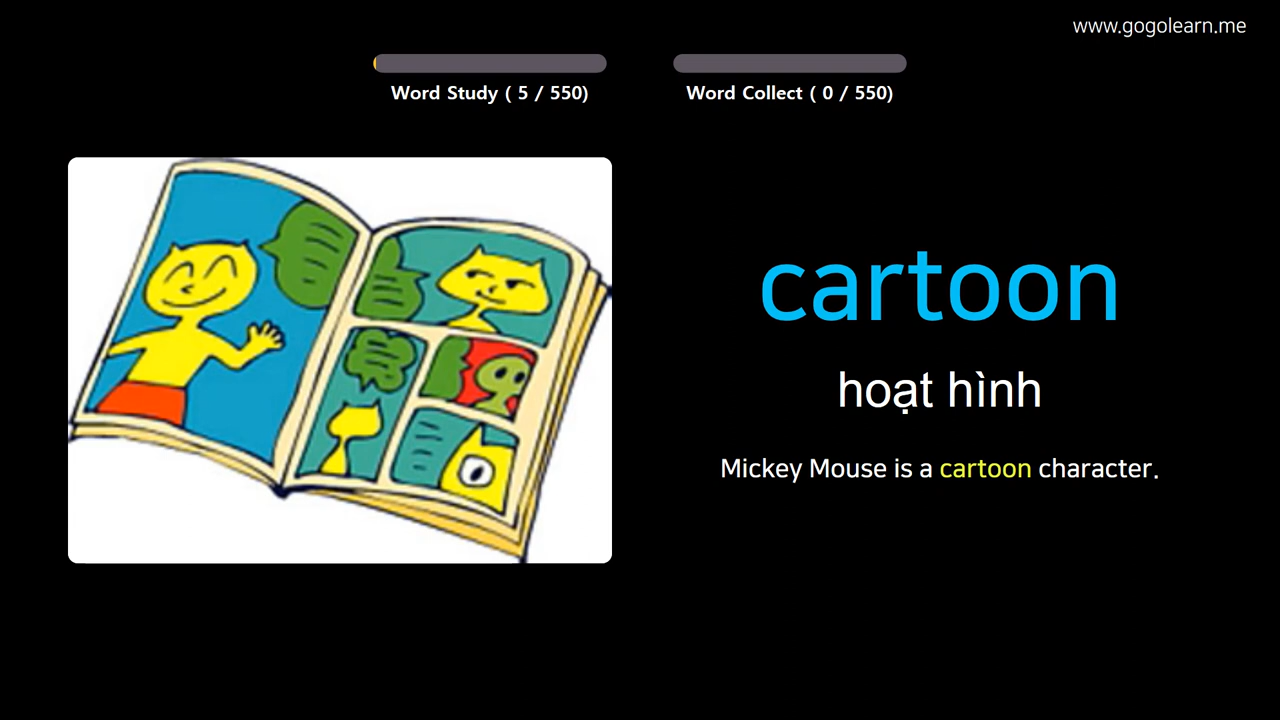 www.gogolearn.me
Word Study ( 5 / 550)
Word Collect ( 0 / 550)
cartoon
hoạt hình
Mickey Mouse is a cartoon character.